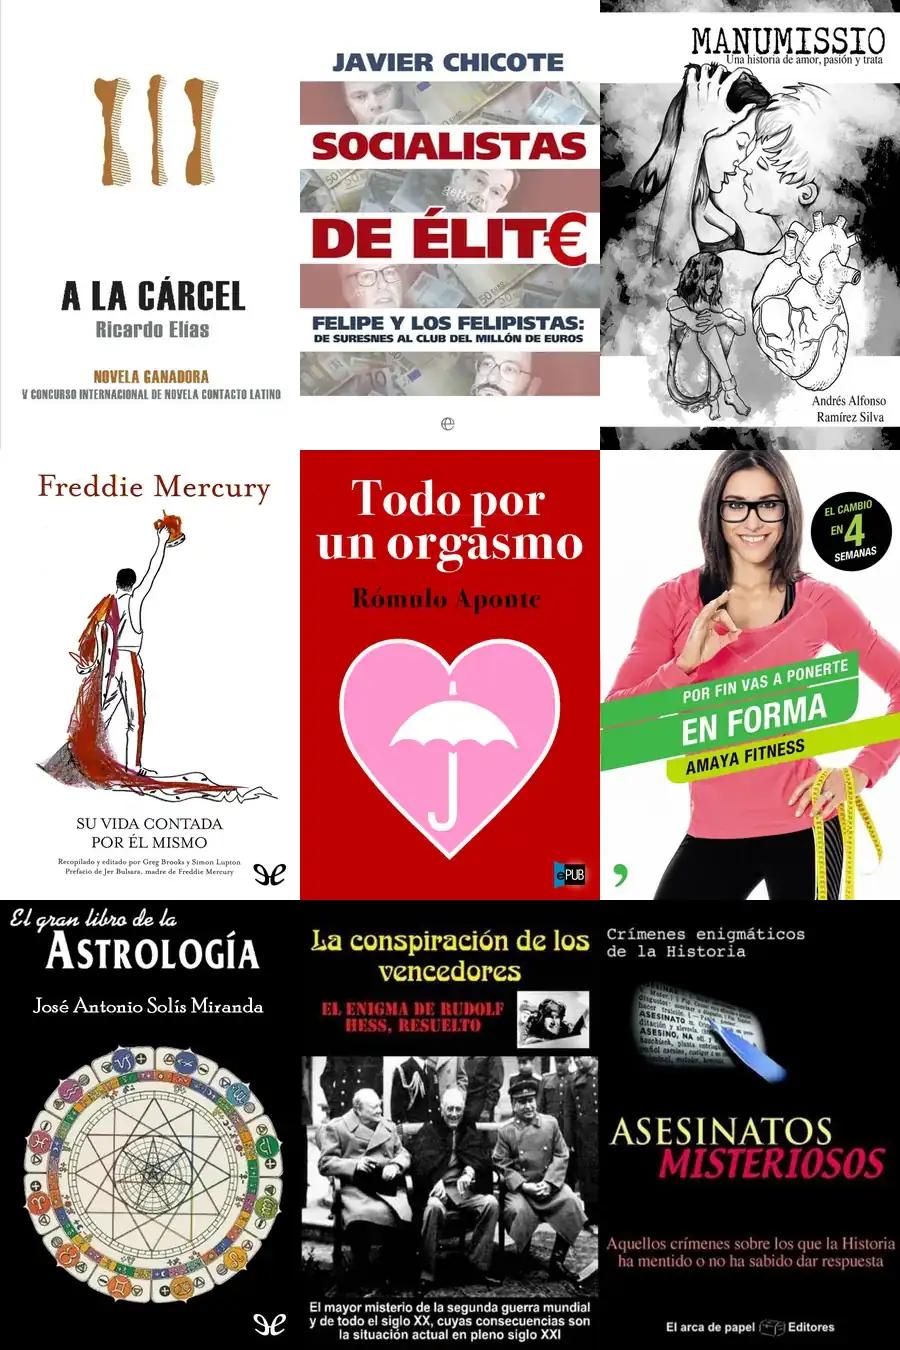 A LA CÁRCEL
Ricardo Elías
NOVELA GANADORA
V CONCURSO INTERNACIONAL DE NOVELA CONTACTO LATINO
JAVIER CHICOTE
SOCIALISTAS
DE ÉLIT€
FELIPE Y LOS FELIPISTAS:
DE SURESNES AL CLUB DEL MILLÓN DE EUROS
e
MANUMISSIO
Una historia de amor, pasión y trata
Andrés Alfonso
Ramírez Silva
Freddie Mercury
SU VIDA CONTADA
POR ÉL MISMO
Recopilado y editado por Greg Brooks y Simon Lupton
Prefacio de Jer Bulsara, madre de Freddie Mercury
Todo por
un orgasmo
Rómulo Aponte
ePUB
EL CAMBIO
EN 4
SEMANAS
POR FIN VAS A PONERTE
EN FORMA
AMAYA FITNESS
El gran libro de la
ASTROLOGÍA
José Antonio Solís Miranda
La conspiración de los
vencedores
EL ENIGMA DE RUDOLF
HESS, RESUELTO
El mayor misterio de la segunda guerra mundial
y de todo el siglo XX, cuyas consecuencias son
la situación actual en pleno siglo XXI
Crímenes enigmáticos
de la Historia
ASESINATO
ASESINO, NA
ASESINATOS
MISTERIOSOS
Aquellos crímenes sobre los que la Historia
ha mentido o no ha sabido dar respuesta
El arca de papel Editores